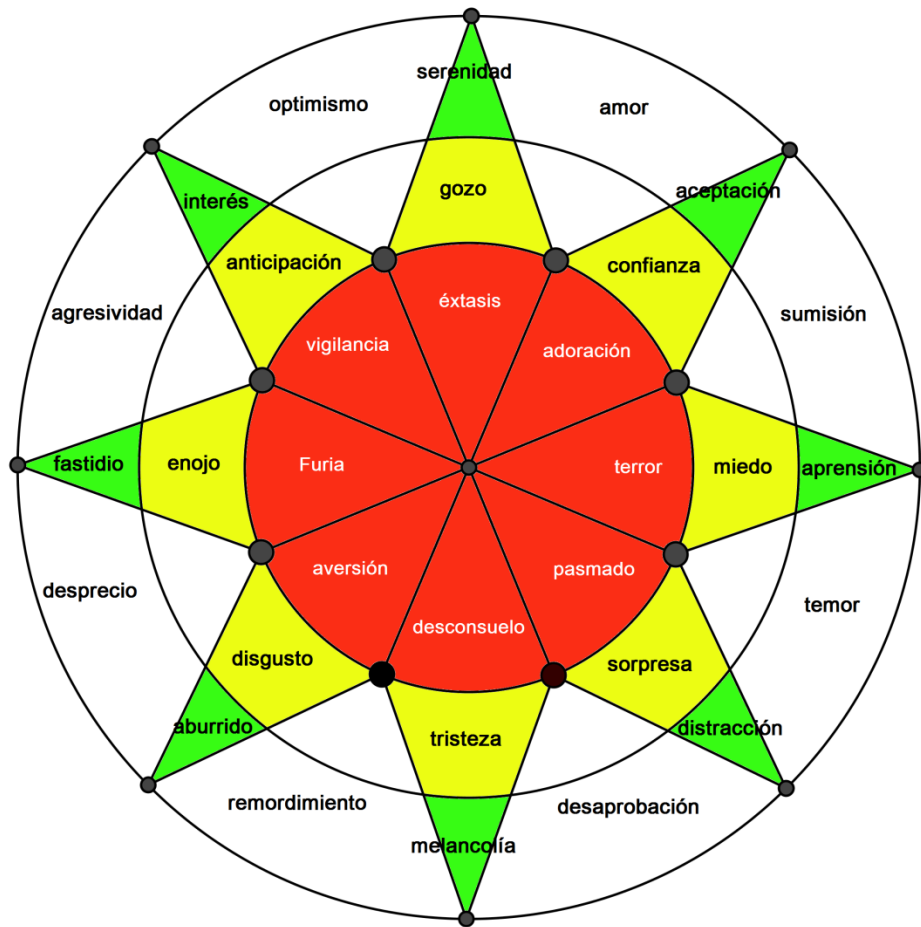 serenidad
optimismo
amor
gozo
interés
aceptación
anticipación
confianza
éxtasis
agresividad
sumisión
vigilancia
adoración
fastidio
enojo
Furia
terror
miedo
aprensión
aversión
pasmado
desprecio
temor
desconsuelo
disgusto
sorpresa
aburrido
tristeza
distracción
remordimiento
desaprobación
melancolía